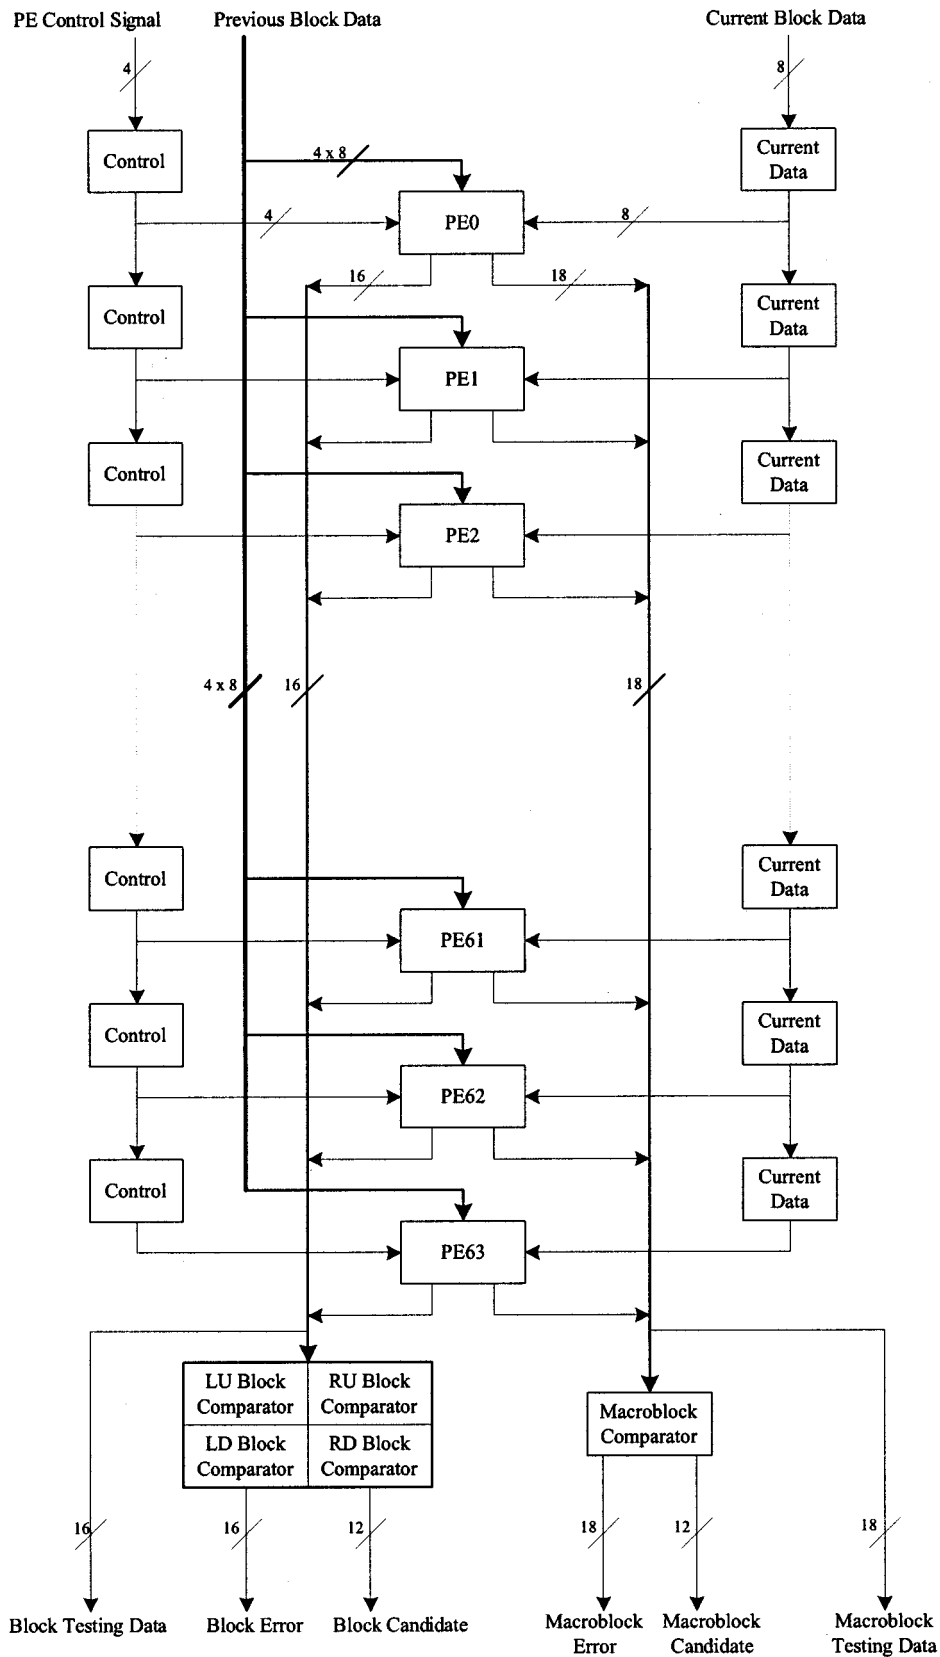 PE Control Signal
Previous Block Data
Current Block Data
4
8
Control
4 x 8
Current
Data
PE0
4
8
16
18
Control
Current
Data
PE1
Control
Current
Data
PE2
4 x 8
16
18
Control
Current
Data
PE61
Control
Current
Data
PE62
Control
Current
Data
PE63
LU Block
Comparator
RU Block
Comparator
LD Block
Comparator
RD Block
Comparator
Macroblock
Comparator
16
16
12
18
12
18
Block Testing Data
Block Error
Block Candidate
Macroblock
Error
Macroblock
Candidate
Macroblock
Testing Data